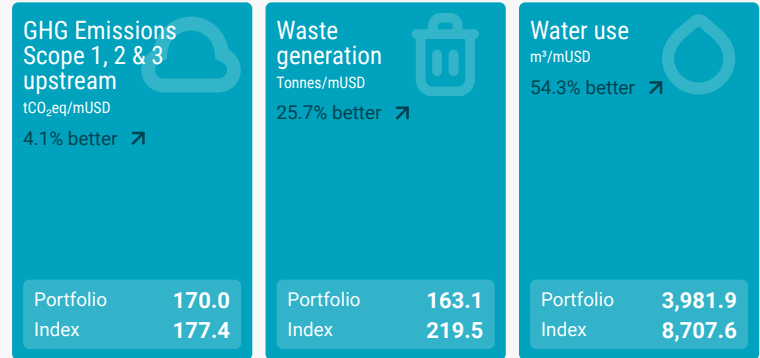 GHG Emissions
Scope 1, 2 & 3
upstream
tCO₂eq/mUSD
4.1% better
Portfolio 170.0
Index 177.4
Waste
generation
Tonnes/mUSD
25.7% better
Portfolio 163.1
Index 219.5
Water use
m³/mUSD
54.3% better
Portfolio 3,981.9
Index 8,707.6